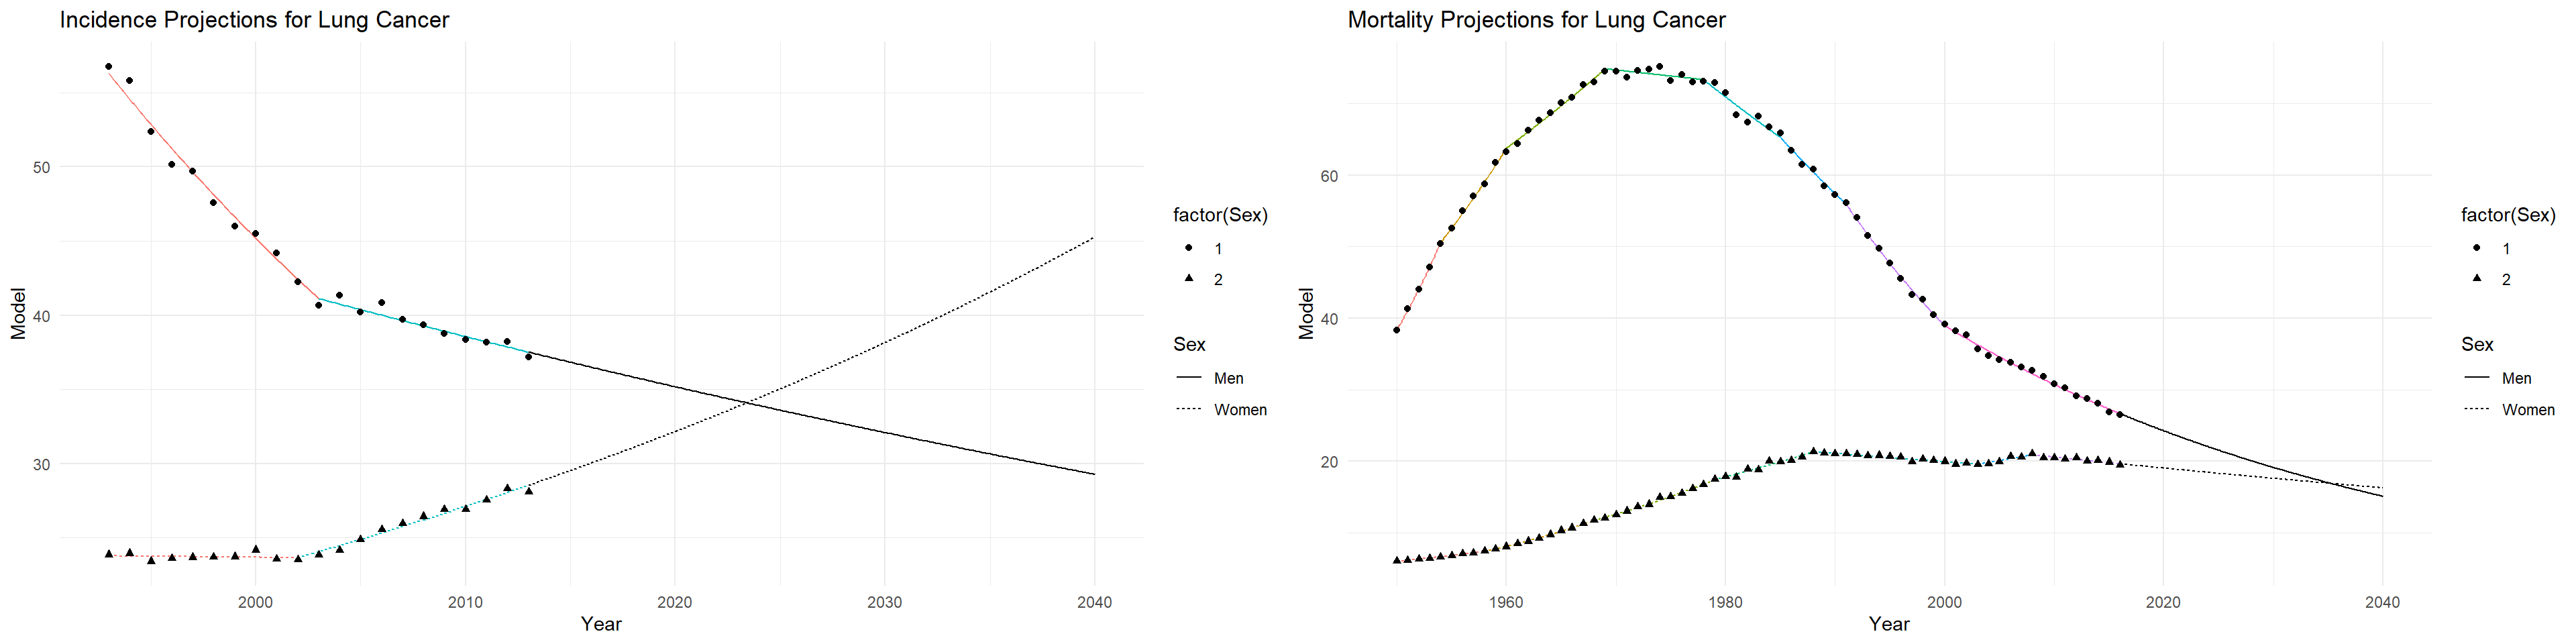 Incidence Projections for Lung Cancer
Model
50
40
30
2000
2010
2020
2030
2040
Year
factor(Sex)
1
2
Sex
Men
Women
Mortality Projections for Lung Cancer
Model
60
40
20
1960
1980
2000
2020
2040
Year
factor(Sex)
1
2
Sex
Men
Women